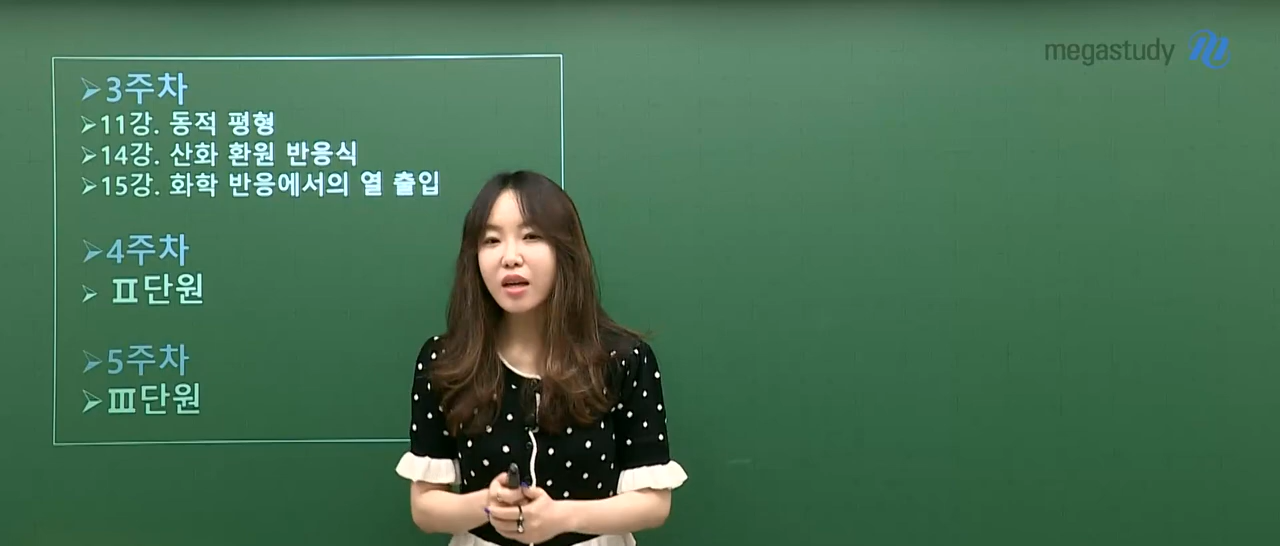 megastudy
➢3주차
➢11강. 동적 평형
➢14강. 산화 환원 반응식
➢15강. 화학 반응에서의 열 출입
➢4주차
➢ Ⅱ단원
➢5주차
➢Ⅲ단원